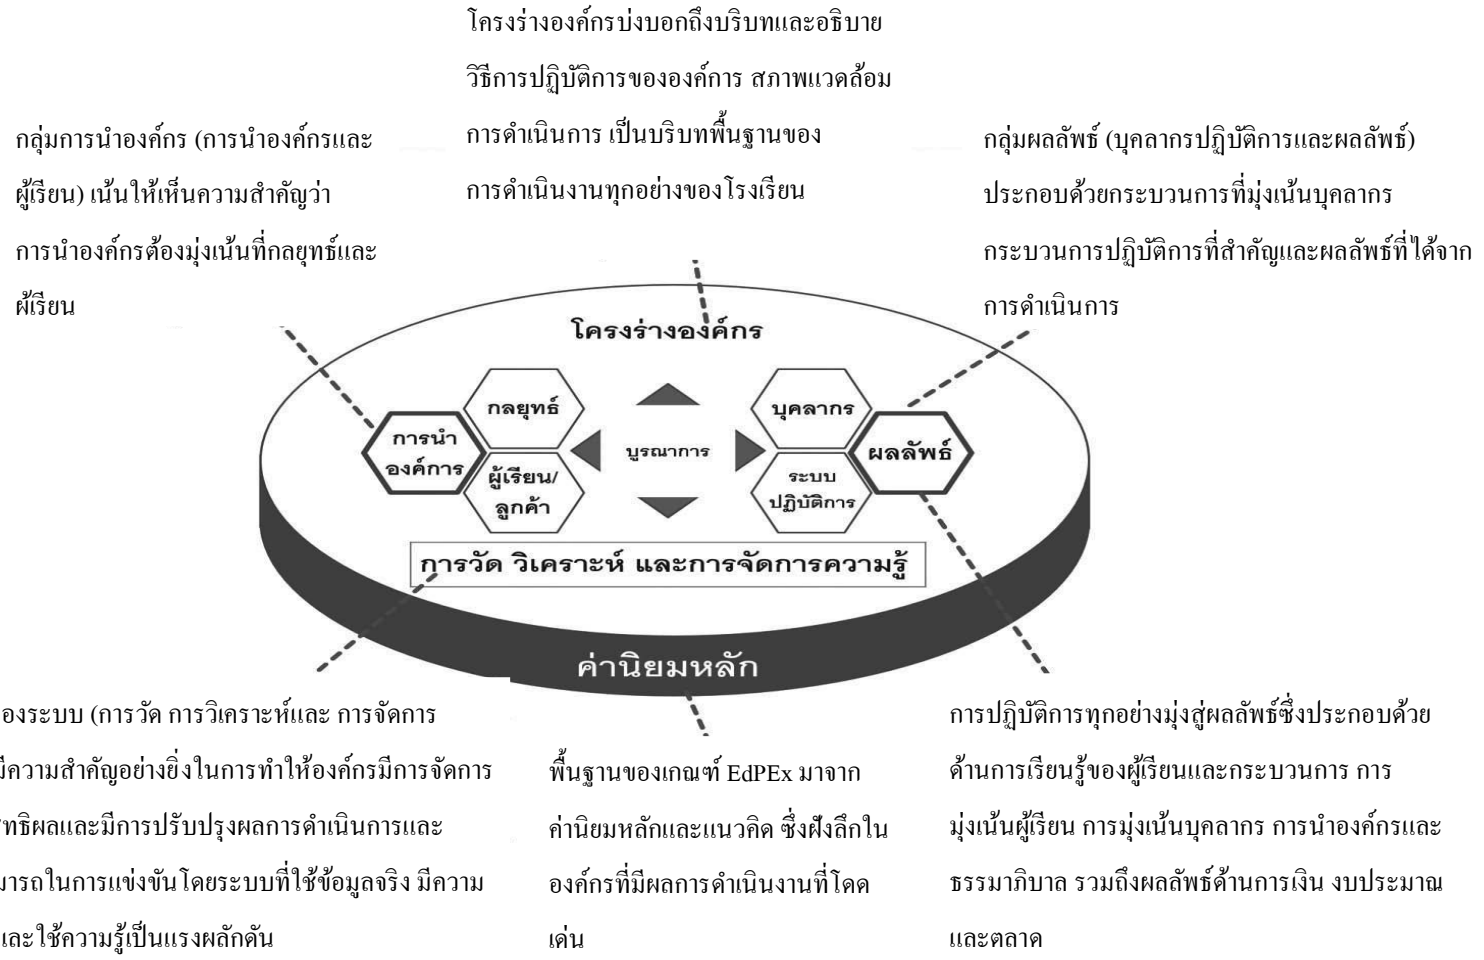 โครงร่างองค์กรบ่งบอกถึงบริบทและอธิบาย
วิธีการปฏิบัติการขององค์การ สภาพแวดล้อม
การดำเนินการ เป็นบริบทพื้นฐานของ
การดำเนินงานทุกอย่างของโรงเรียน
กลุ่มการนำองค์กร (การนำองค์กรและ
ผู้เรียน) เน้นให้เห็นความสำคัญว่า
การนำองค์กรต้องมุ่งเน้นที่กลยุทธ์และ
ผู้เรียน
กลุ่มผลลัพธ์ (บุคลากรปฏิบัติการและผลลัพธ์)
ประกอบด้วยกระบวนการที่มุ่งเน้นบุคลากร
กระบวนการปฏิบัติการที่สำคัญและผลลัพธ์ที่ได้จาก
การดำเนินการ
โครงร่างองค์กร
กลยุทธ์
การนำ
องค์การ
ผู้เรียน/
ลูกค้า
บูรณาการ
บุคลากร
ระบบ
ปฏิบัติการ
ผลลัพธ์
การวัด วิเคราะห์ และการจัดการความรู้
ค่านิยมหลัก
องระบบ (การวัด การวิเคราะห์และ การจัดการ
มีความสำคัญอย่างยิ่งในการทำให้องค์กรมีการจัดการ
ทธิผลและมีการปรับปรุงผลการดำเนินการและ
มารถในการแข่งขันโดยระบบที่ใช้ข้อมูลจริง มีความ
และใช้ความรู้เป็นแรงผลักดัน
พื้นฐานของเกณฑ์ EdPEx มาจาก
ค่านิยมหลักและแนวคิด ซึ่งฝังลึกใน
องค์กรที่มีผลการดำเนินงานที่โดด
เด่น
การปฏิบัติการทุกอย่างมุ่งสู่ผลลัพธ์ซึ่งประกอบด้วย
ด้านการเรียนรู้ของผู้เรียนและกระบวนการ การ
มุ่งเน้นผู้เรียน การมุ่งเน้นบุคลากร การนำองค์กรและ
ธรรมาภิบาล รวมถึงผลลัพธ์ด้านการเงิน งบประมาณ
และตลาด